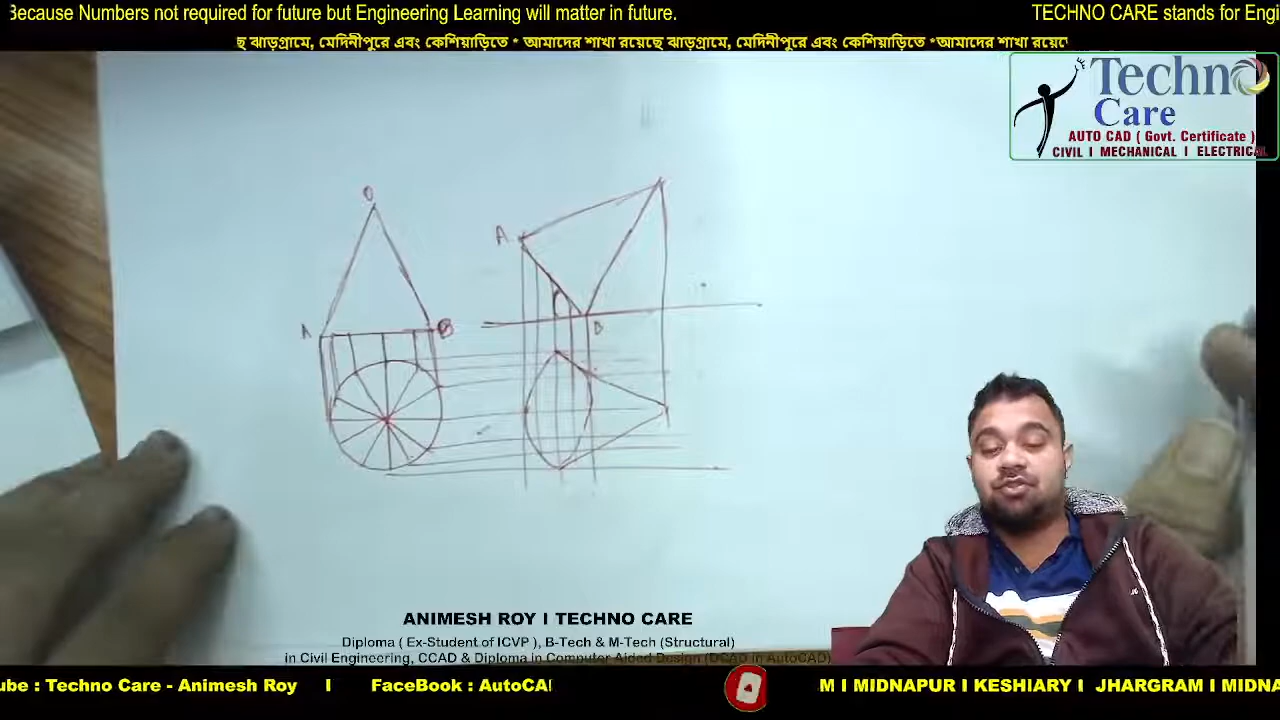 Because Numbers not required for future but Engineering Learning will matter in future.
TECHNO CARE stands for Engi
ছে ঝাড়গ্রামে, মেদিনীপুরে এবং কেশিয়াড়িতে * আমাদের শাখা রয়েছে ঝাড়গ্রামে, মেদিনীপুরে এবং কেশিয়াড়িতে *আমাদের শাখা রয়েছে
Techno
Care
AUTO CAD ( Govt. Certificate )
CIVIL I MECHANICAL I ELECTRICAL
O
A
A B
B
ANIMESH ROY I TECHNO CARE
Diploma ( Ex-Student of ICVP ), B-Tech & M-Tech (Structural)
in Civil Engineering, CCAD & Diploma in Computer Aided Design (DCAD in AutoCAD)
ube : Techno Care - Animesh Roy I FaceBook : AutoCA
M I MIDNAPUR I KESHIARY I JHARGRAM I MIDNA